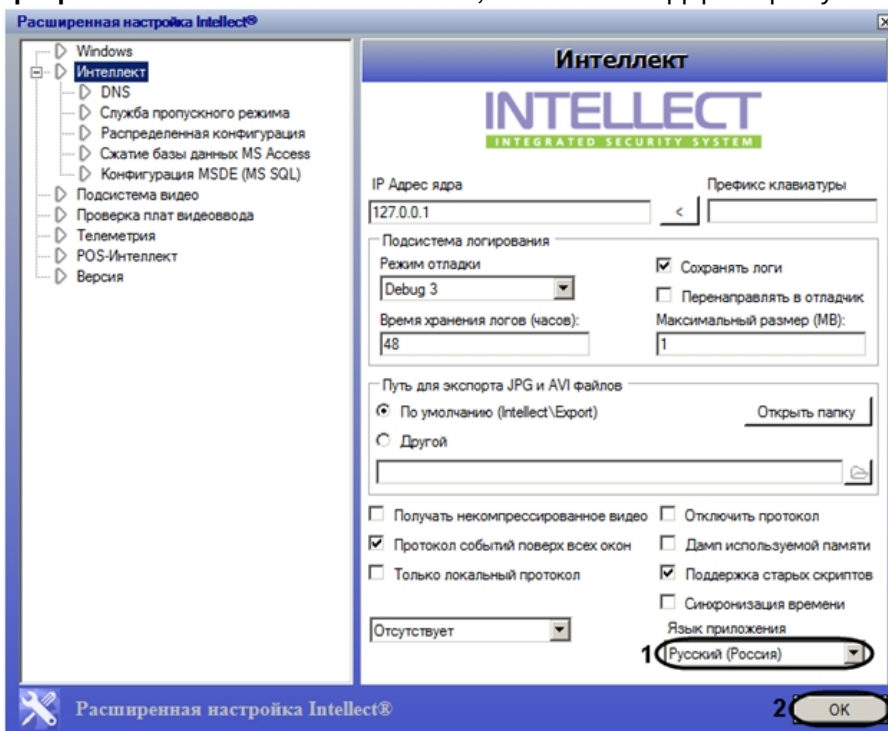 Расширенная настройка Intellect®
Windows
Интеллект
DNS
Служба пропускного режима
Распределенная конфигурация
Сжатие базы данных MS Access
Конфигурация MSDE (MS SQL)
Подсистема видео
Проверка плат видеоввода
Телеметрия
POS-Интеллект
Версия
Интеллект
INTELLECT
INTEGRATED SECURITY SYSTEM
IP Адрес ядра
Префикс клавиатуры
127.0.0.1
<
Подсистема логирования
Режим отладки
Сохранять логи
Debug 3
Перенаправлять в отладчик
Время хранения логов (часов):
Максимальный размер (MB):
48
1
Путь для экспорта JPG и AVI файлов
По умолчанию (Intellect\Export)
Открыть папку
Другой
Получать некомпрессированное видео
Отключить протокол
Протокол событий поверх всех окон
Дамп используемой памяти
Только локальный протокол
Поддержка старых скриптов
Синхронизация времени
Отсутствует
Язык приложения
1
Русский (Россия)
Расширенная настройка Intellect®
2
OK